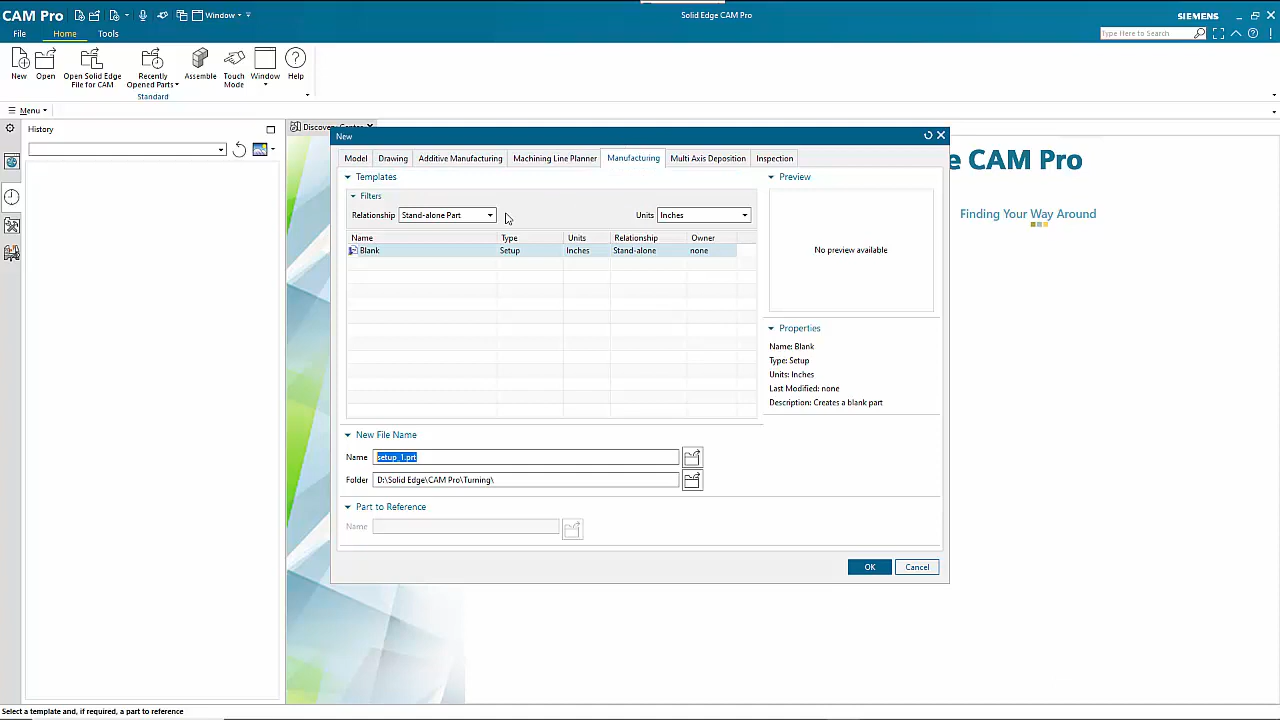 CAM Pro
Window
Solid Edge CAM Pro
SIEMENS
File
Home
Tools
Type Here to Search
New
Open
Open Solid Edge
File for CAM
Recently
Opened Parts
Assemble
Touch
Mode
Window
Help
Standard
Menu
History
Discove
e CAM Pro
Finding Your Way Around
New
Model
Drawing
Additive Manufacturing
Machining Line Planner
Manufacturing
Multi Axis Deposition
Inspection
Templates
Filters
Relationship
Stand-alone Part
Units
Inches
Name
Type
Units
Relationship
Owner
Blank
Setup
Inches
Stand-alone
none
Preview
No preview available
Properties
Name: Blank
Type: Setup
Units: Inches
Last Modified: none
Description: Creates a blank part
New File Name
Name
setup_1.prt
Folder
D:\Solid Edge\CAM Pro\Turning\
Part to Reference
Name
OK
Cancel
Select a template and, if required, a part to reference